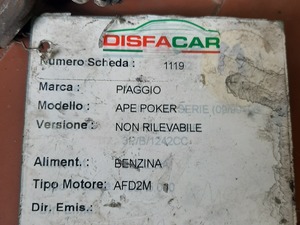 DISFACAR
Numero Scheda : 1119
Marca : PIAGGIO
Modello : APE POKER
Versione : NON RILEVABILE
Aliment. : BENZINA
Tipo Motore: AFD2M
Dir. Emis.: